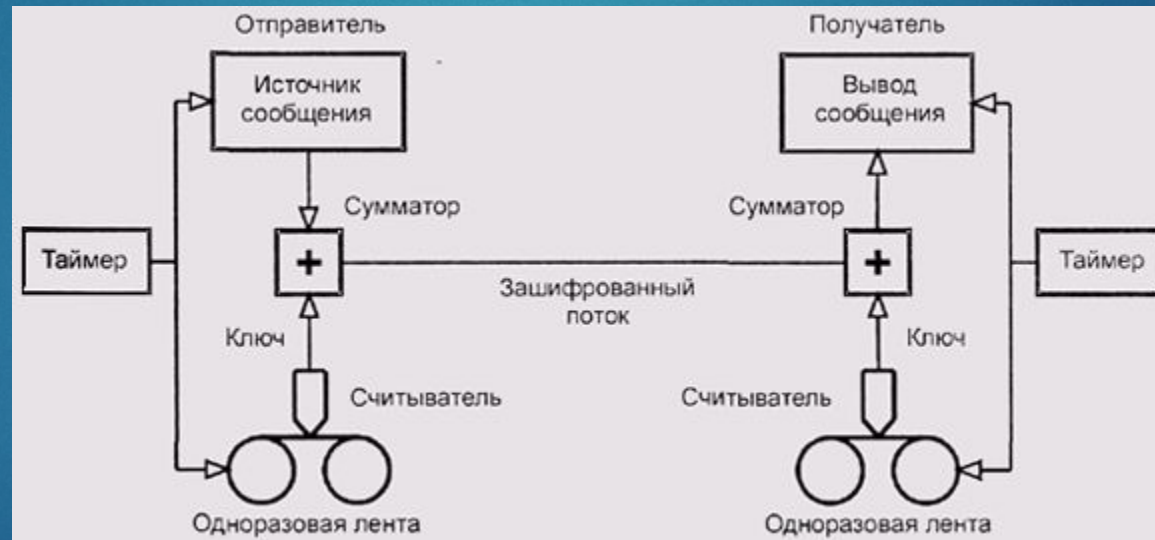 Отправитель
Получатель
Источник
сообщения
Вывод
сообщения
Сумматор
Сумматор
Таймер
+
+
Таймер
Зашифрованный
поток
Ключ
Ключ
Считыватель
Считыватель
Одноразовая лента
Одноразовая лента